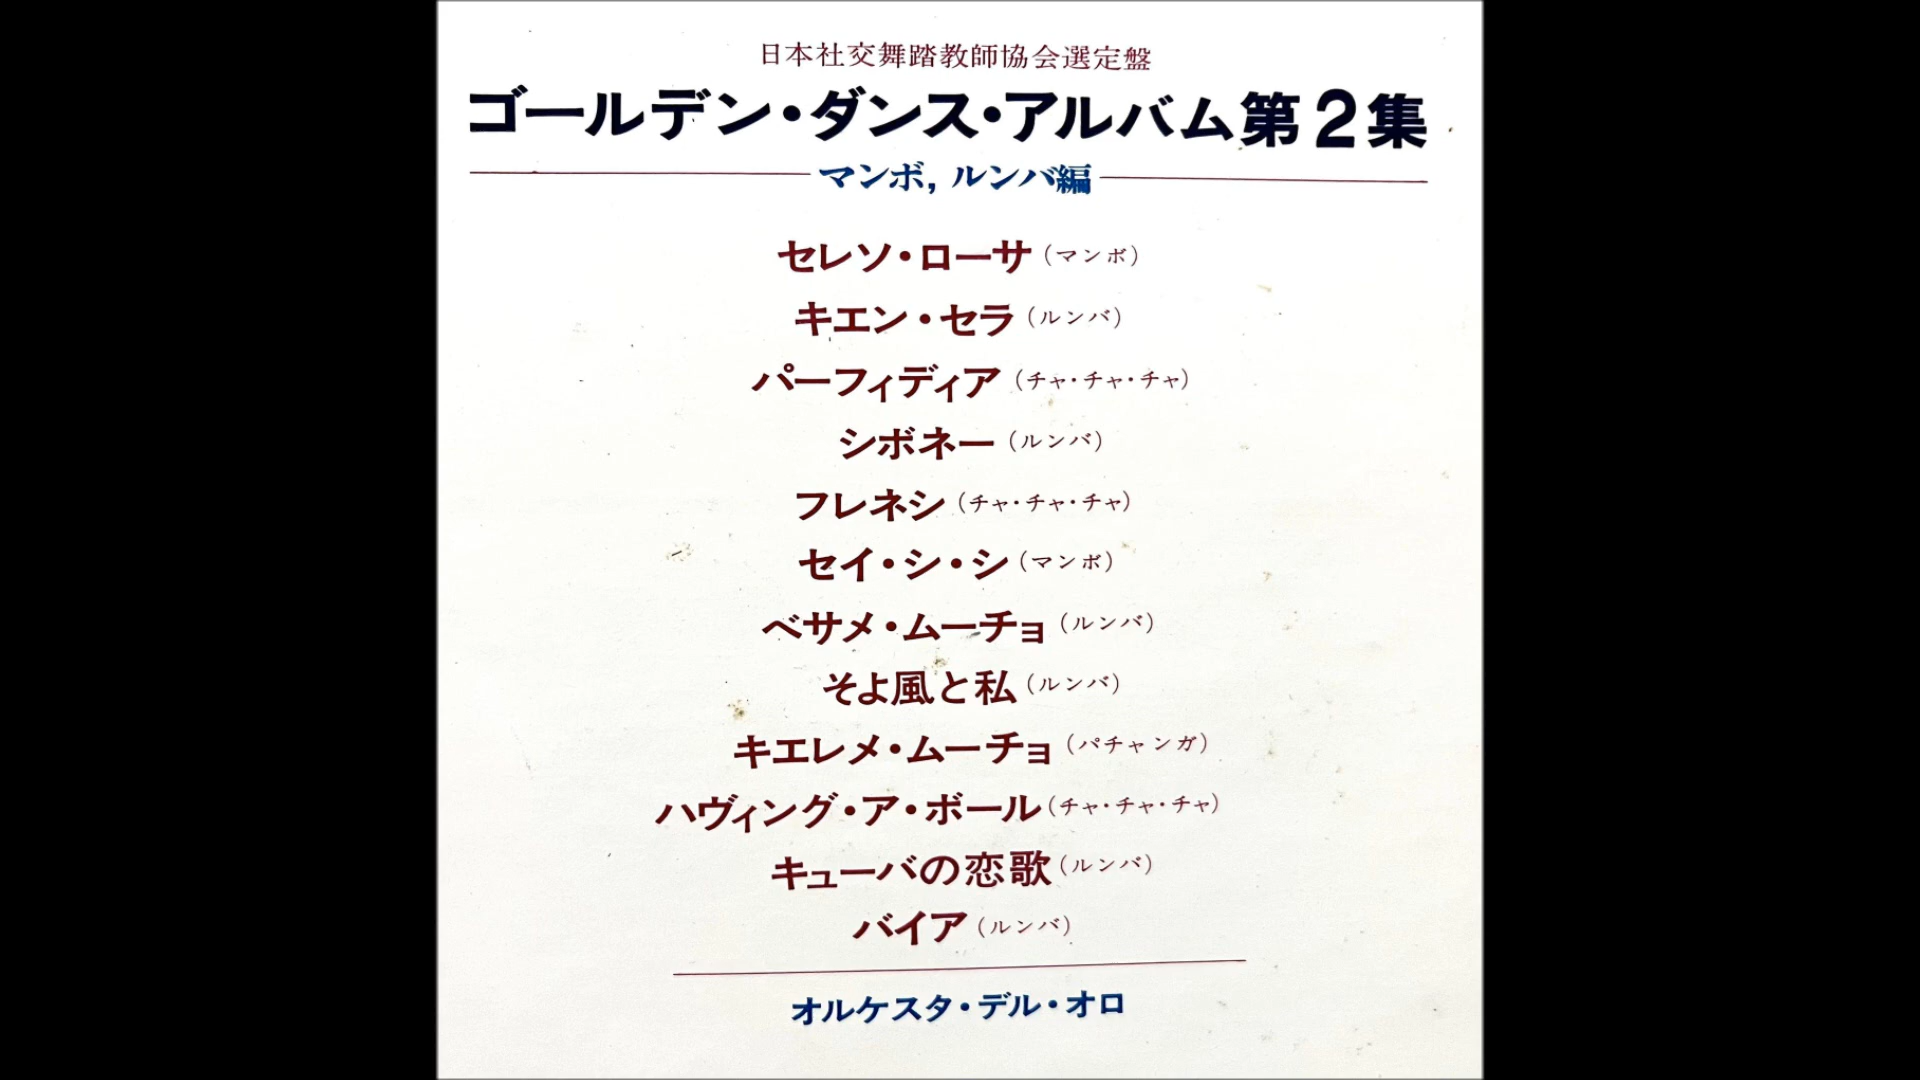 日本社交舞踏教師協会選定盤
ゴールデン・ダンス・アルバム第2集
マンボ, ルンバ編
セレソ・ローサ（マンボ）
キエン・セラ（ルンバ）
パーフィディア（チャ・チャ・チャ）
シボネー（ルンバ）
フレネシ（チャ・チャ・チャ）
セイ・シ・シ（マンボ）
ベサメ・ムーチョ（ルンバ）
そよ風と私（ルンバ）
キエレメ・ムーチョ（パチャンガ）
ハヴィング・ア・ボール（チャ・チャ・チャ）
キューバの恋歌（ルンバ）
バイア（ルンバ）
オルケスタ・デル・オロ